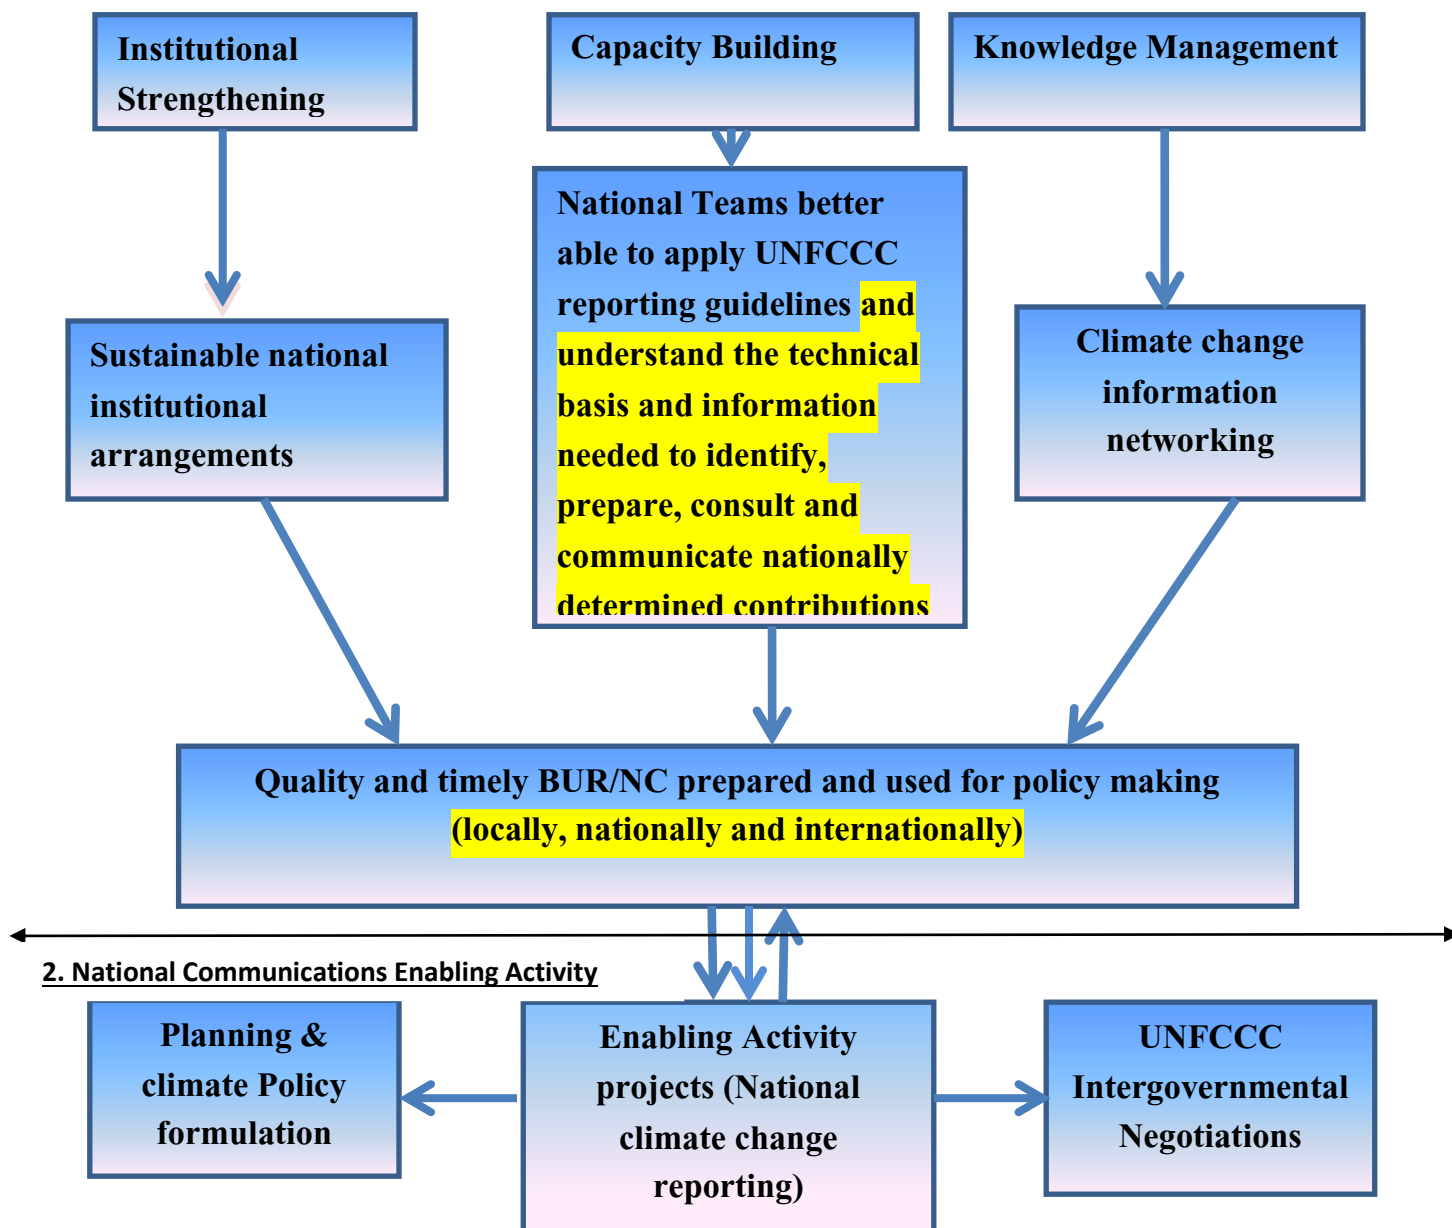 Institutional
Strengthening
Capacity Building
Knowledge Management
National Teams better
able to apply UNFCCC
reporting guidelines and
understand the technical
basis and information
needed to identify,
prepare, consult and
communicate nationally
determined contributions
Sustainable national
institutional
arrangements
Climate change
information
networking
Quality and timely BUR/NC prepared and used for policy making
(locally, nationally and internationally)
2. National Communications Enabling Activity
Planning &
climate Policy
formulation
Enabling Activity
projects (National
climate change
reporting)
UNFCCC
Intergovernmental
Negotiations